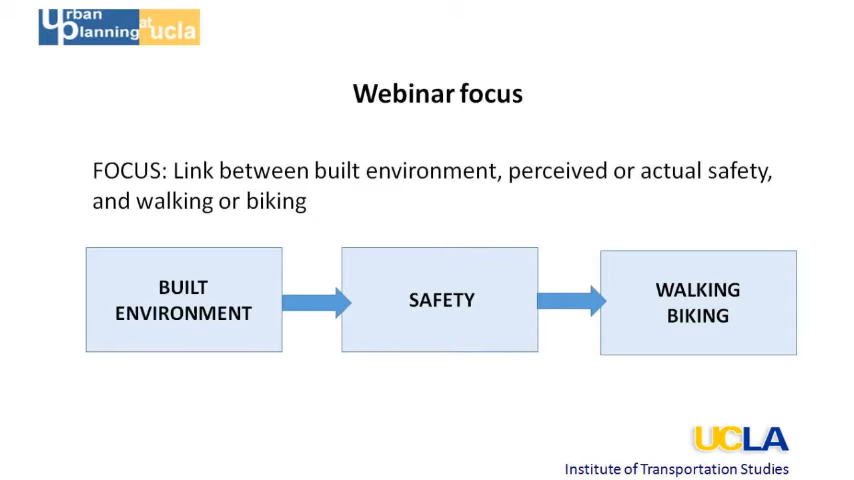 Urban
Planning at ucla
Webinar focus
FOCUS: Link between built environment, perceived or actual safety,
and walking or biking
BUILT
ENVIRONMENT
SAFETY
WALKING
BIKING
UCLA
Institute of Transportation Studies